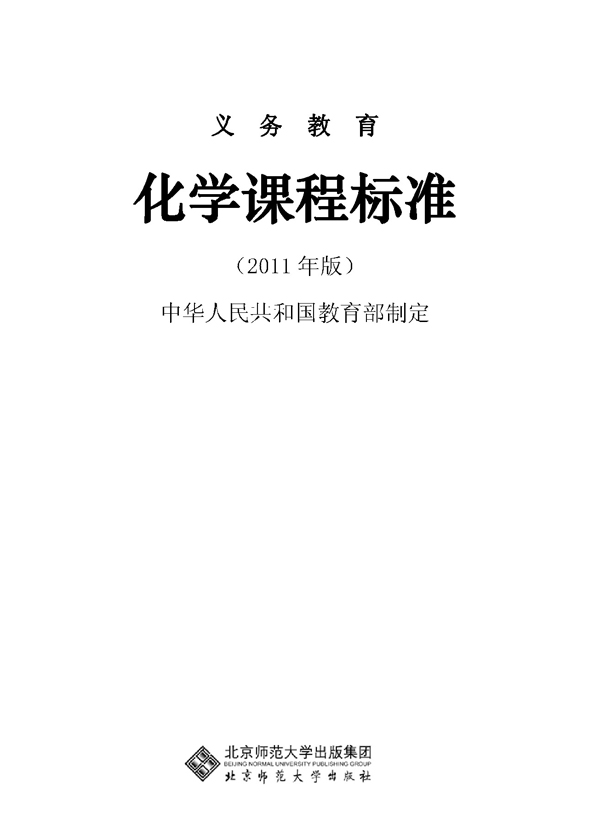 义务教育
化学课程标准
（2011年版）
中华人民共和国教育部制定
北京师范大学出版集团
BEIJING NORMAL UNIVERSITY PUBLISHING GROUP
北京师范大学出版社